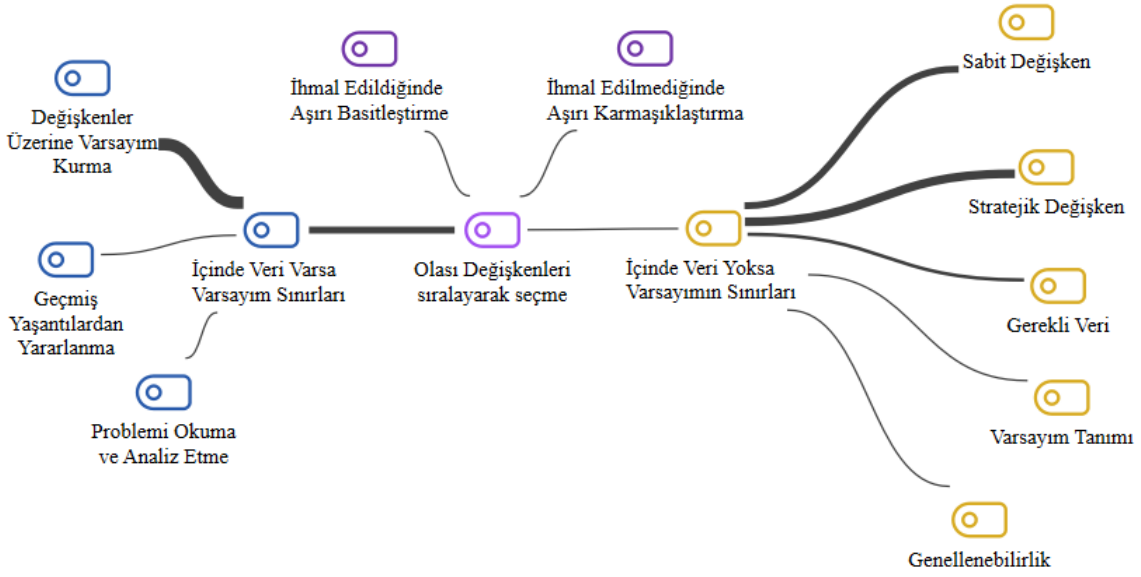 Sabit Değişken
İhmal Edildiğinde
Aşırı Basitleştirme
İhmal Edilmediğinde
Aşırı Karmaşıklaştırma
Değişkenler
Üzerine Varsayım
Kurma
Stratejik Değişken
İçinde Veri Varsa
Varsayım Sınırları
Olası Değişkenleri
sıralayarak seçme
İçinde Veri Yoksa
Varsayımın Sınırları
Geçmiş
Yaşantılardan
Yararlanma
Gerekli Veri
Problemi Okuma
ve Analiz Etme
Varsayım Tanımı
Genellenebilirlik